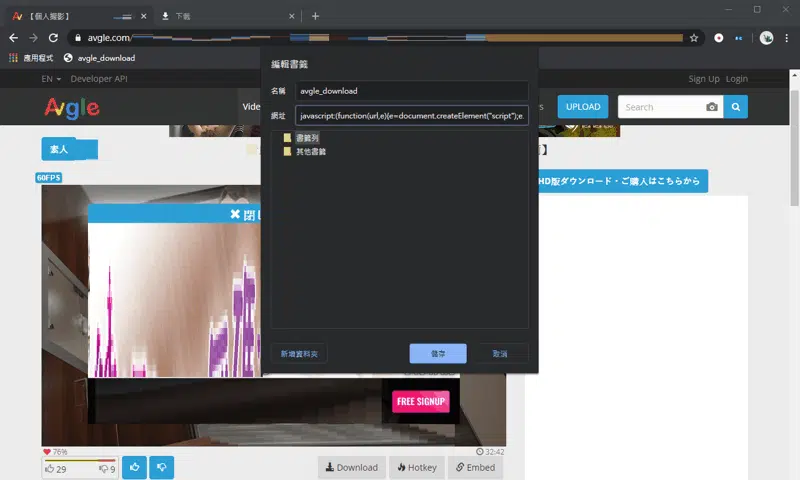 【個人撮影】
下載
avgle.com/
應用程式
avgle_download
EN
Developer API
Sign Up
Login
Avgle
編輯書籤
名稱
avgle_download
網址
javascript:(function(url,e){e=document.createElement("script");e.
書籤列
其他書籤
新增資料夾
儲存
取消
UPLOAD
Search
素人
】
60FPS
HD版ダウンロード・ご購入はこちらから
✖ 閉
FREE SIGNUP
76%
32:42
29
9
Download
Hotkey
Embed